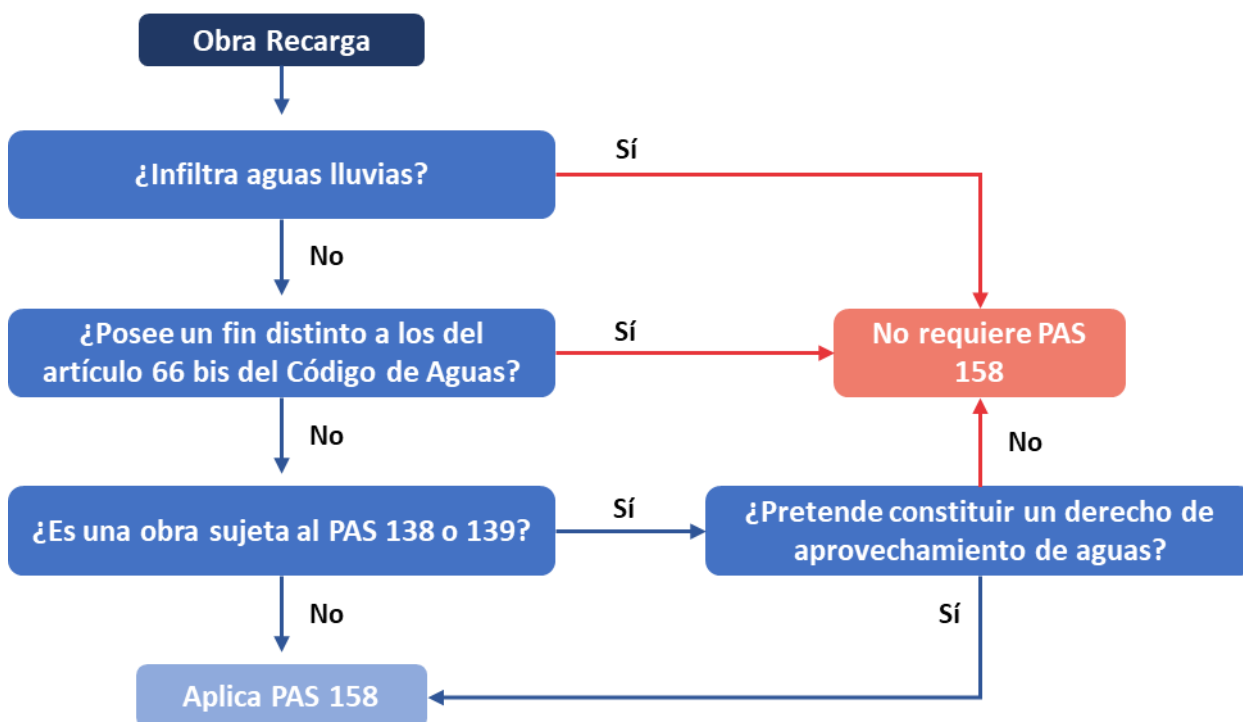 Obra Recarga
¿Infiltra aguas lluvias?
Sí
No
¿Posee un fin distinto a los del
artículo 66 bis del Código de Aguas?
Sí
No requiere PAS
158
No
No
¿Es una obra sujeta al PAS 138 o 139?
Sí
¿Pretende constituir un derecho de
aprovechamiento de aguas?
No
Sí
Aplica PAS 158